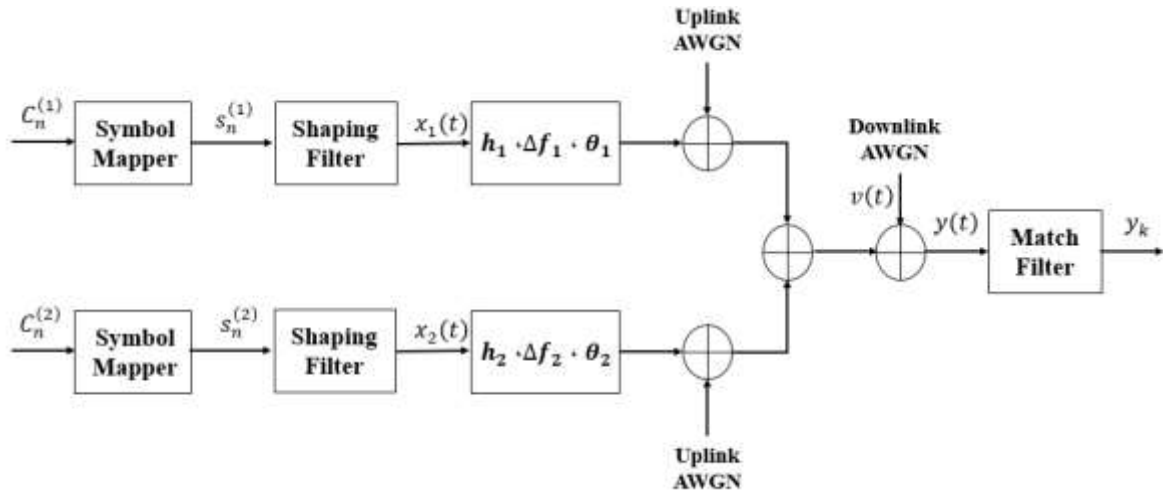 Uplink
AWGN
C_n^{(1)}
Symbol
Mapper
s_n^{(1)}
Shaping
Filter
x_1(t)
h_1 · Δf_1 · θ_1
Downlink
AWGN
v(t)
y(t)
Match
Filter
y_k
C_n^{(2)}
Symbol
Mapper
s_n^{(2)}
Shaping
Filter
x_2(t)
h_2 · Δf_2 · θ_2
Uplink
AWGN